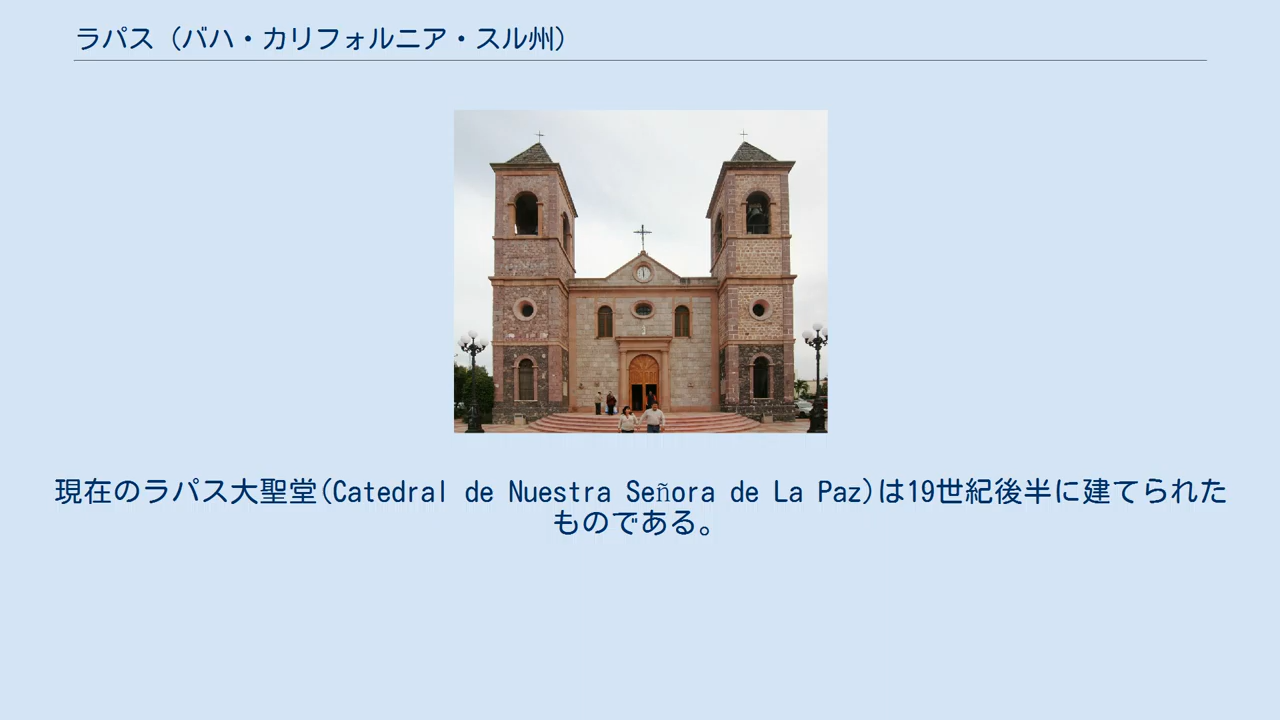 ラパス（バハ・カリフォルニア・スル州）
現在のラパス大聖堂(Catedral de Nuestra Señora de La Paz)は19世紀後半に建てられた
ものである。